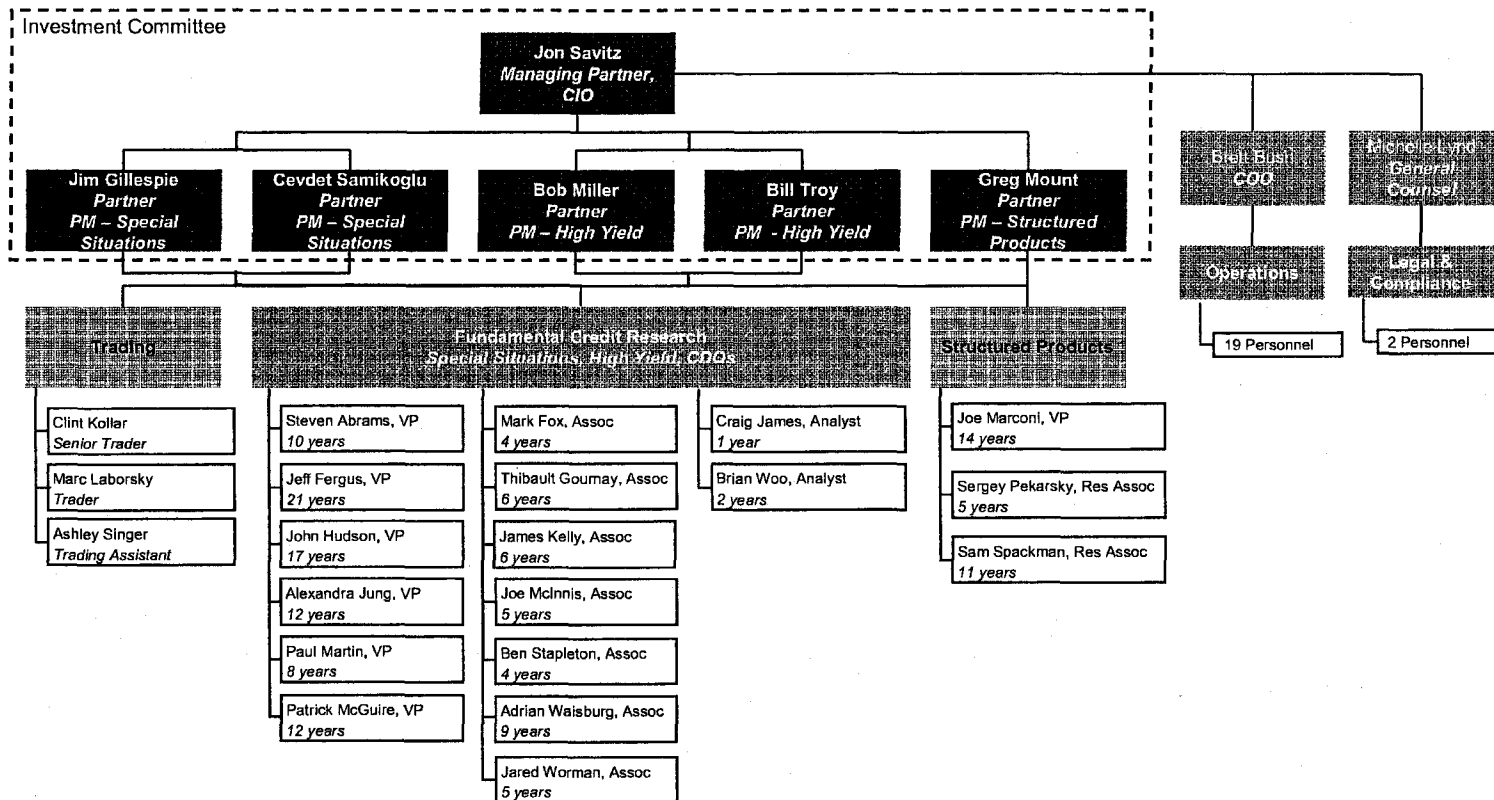 Investment Committee
Jon Savitz
Managing Partner,
CIO
Jim Gillespie
Partner
PM – Special
Situations
Cevdet Samikoglu
Partner
PM – Special
Situations
Bob Miller
Partner
PM – High Yield
Bill Troy
Partner
PM - High Yield
Greg Mount
Partner
PM – Structured
Products
Brett Bush
COO
Michelle Lynd
General
Counsel
Operations
Legal &
Compliance
19 Personnel
2 Personnel
Trading
Clint Kollar
Senior Trader
Marc Laborsky
Trader
Ashley Singer
Trading Assistant
Fundamental Credit Research
Special Situations, High Yield, CDOs
Steven Abrams, VP
10 years
Jeff Fergus, VP
21 years
John Hudson, VP
17 years
Alexandra Jung, VP
12 years
Paul Martin, VP
8 years
Patrick McGuire, VP
12 years
Mark Fox, Assoc
4 years
Thibault Gournay, Assoc
6 years
James Kelly, Assoc
6 years
Joe McInnis, Assoc
5 years
Ben Stapleton, Assoc
4 years
Adrian Waisburg, Assoc
9 years
Jared Worman, Assoc
5 years
Craig James, Analyst
1 year
Brian Woo, Analyst
2 years
Structured Products
Joe Marconi, VP
14 years
Sergey Pekarsky, Res Assoc
5 years
Sam Spackman, Res Assoc
11 years